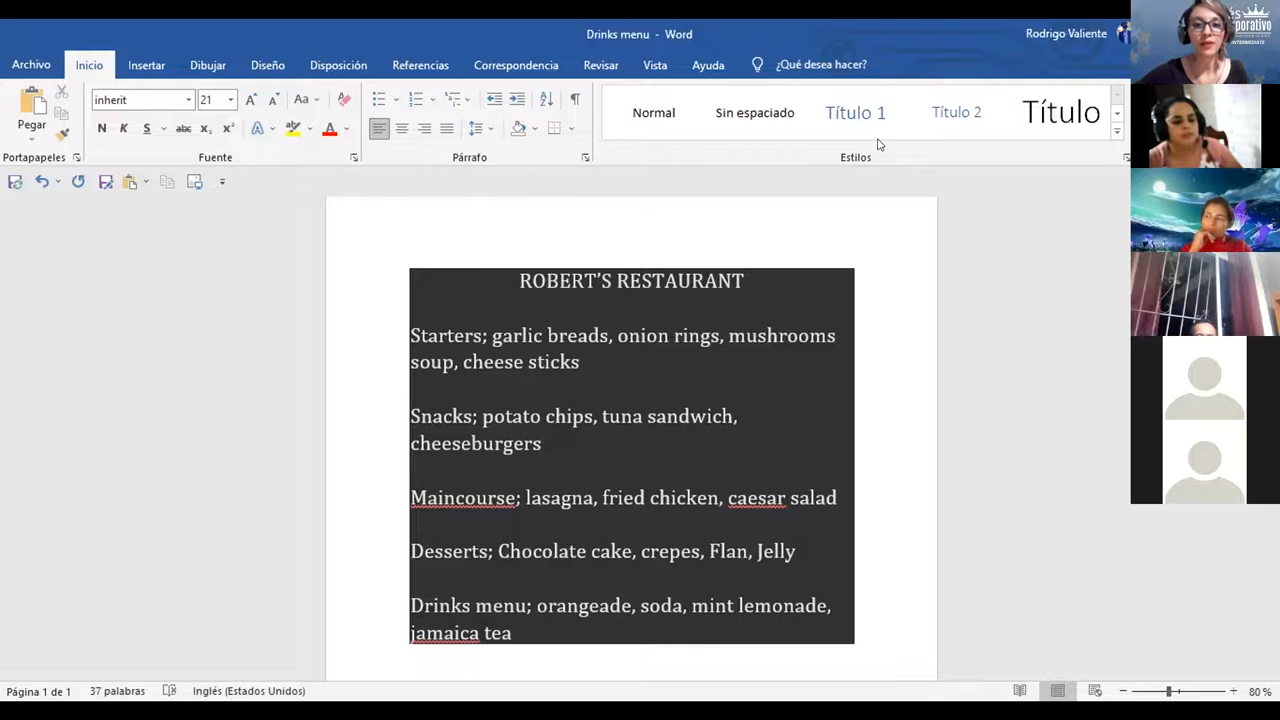 Drinks menu - Word
Rodrigo Valiente
Archivo Inicio Insertar Dibujar Diseño Disposición Referencias Correspondencia Revisar Vista Ayuda ¿Qué desea hacer?
inherit 21
Pegar
Normal Sin espaciado Título 1 Título 2 Título
Portapapeles Fuente Párrafo Estilos
ROBERT'S RESTAURANT
Starters; garlic breads, onion rings, mushrooms
soup, cheese sticks
Snacks; potato chips, tuna sandwich,
cheeseburgers
Maincourse; lasagna, fried chicken, caesar salad
Desserts; Chocolate cake, crepes, Flan, Jelly
Drinks menu; orangeade, soda, mint lemonade,
jamaica tea
Página 1 de 1 37 palabras Inglés (Estados Unidos) 80 %
INTERMEDIATE